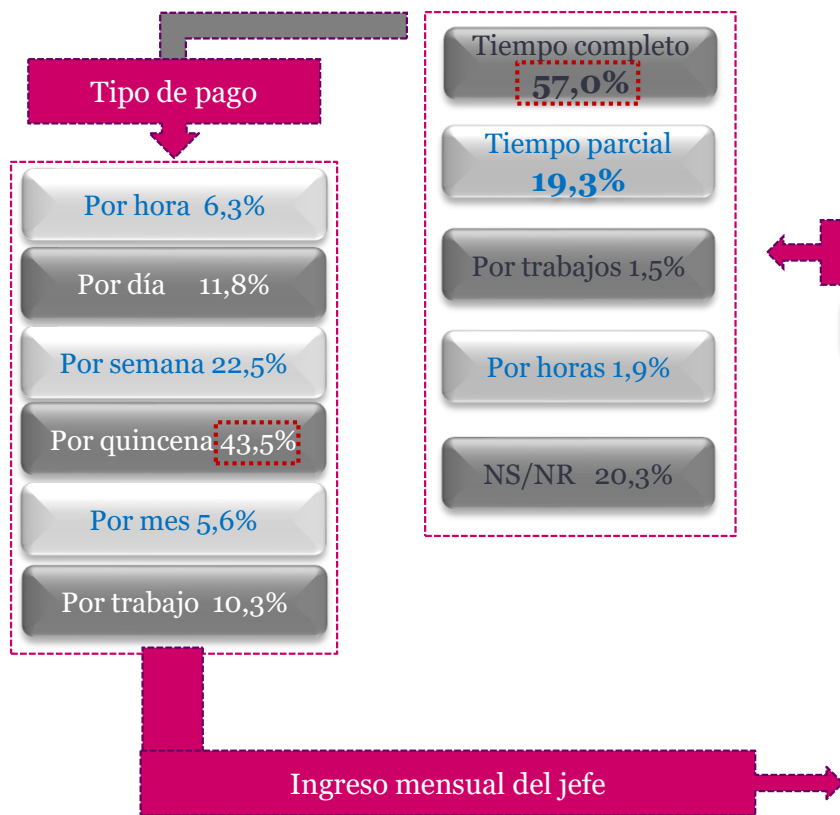 Tiempo completo
57,0%
Tiempo parcial
19,3%
Por trabajos 1,5%
Por horas 1,9%
NS/NR 20,3%
Tipo de pago
Por hora 6,3%
Por día 11,8%
Por semana 22,5%
Por quincena 43,5%
Por mes 5,6%
Por trabajo 10,3%
Ingreso mensual del jefe